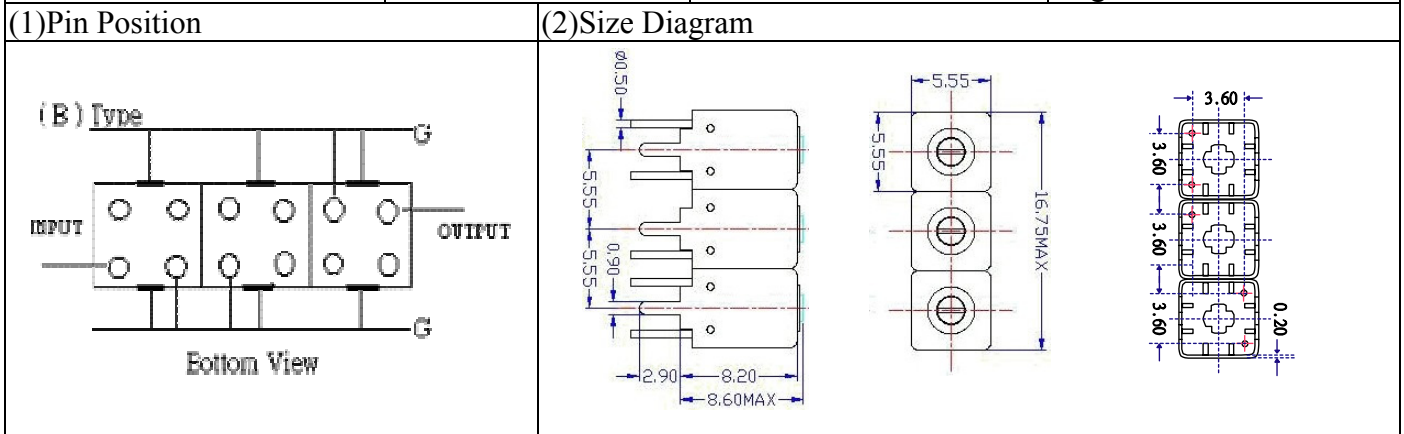 (1)Pin Position
(2)Size Diagram
(B)Type
G
INPUT
OUTPUT
G
Bottom View
ø0.50
5.55
5.55
0.90
2.90
8.20
8.60MAX
5.55
5.55
16.75MAX
3.60
3.60
3.60
3.60
0.20